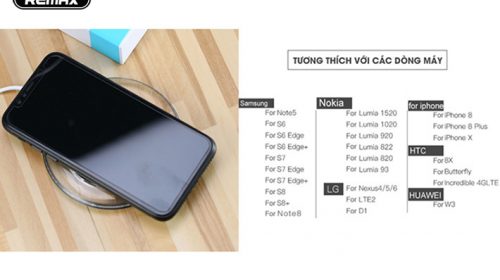 REMAX
TƯƠNG THÍCH VỚI CÁC DÒNG MÁY
Samsung
For Note5
For S6
For S6 Edge
For S6 Edge+
For S7
For S7 Edge
For S7 Edge+
For S8
For S8+
For Note8
Nokia
For Lumia 1520
For Lumia 1020
For Lumia 920
For Lumia 822
For Lumia 820
For Lumia 93
LG
For Nexus4/5/6
For LTE2
For D1
for iphone
For iPhone 8
For iPhone 8 Plus
For iPhone X
HTC
For 8X
For Butterfly
For Incredible 4GLTE
HUAWEI
For W3